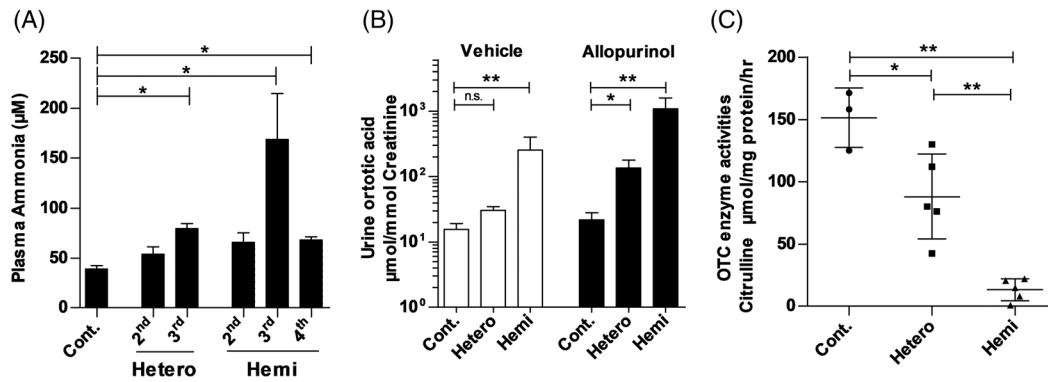 (A)
Plasma Ammonia (µM)
250
200
150
100
50
0
*
*
*
Cont.
2nd
3rd
2nd
3rd
4th
Hetero
Hemi
(B)
Urine ortotic acid
µmol/mmol Creatinine
10³
10²
10¹
10⁰
Vehicle
Allopurinol
**
n.s.
**
*
Cont.
Hetero
Hemi
Cont.
Hetero
Hemi
(C)
OTC enzyme activities
Citrulline µmol/mg protein/hr
200
150
100
50
0
**
*
**
Cont.
Hetero
Hemi